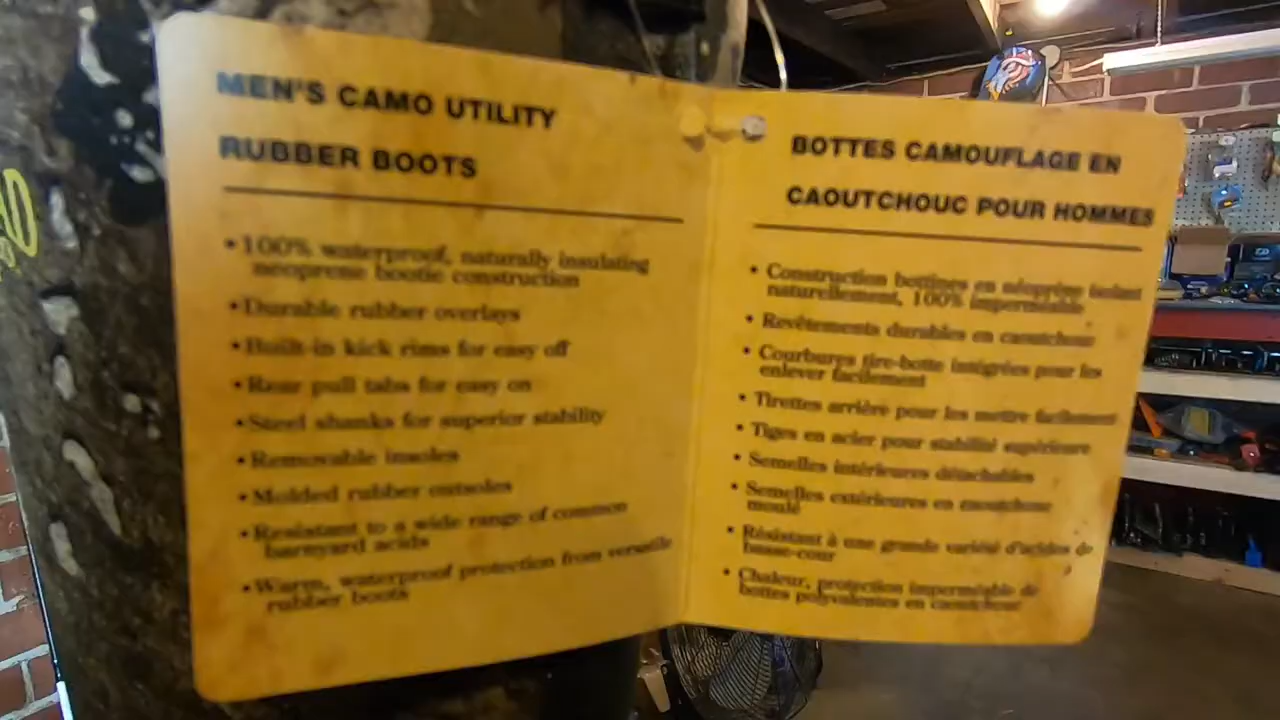 MEN'S CAMO UTILITY
RUBBER BOOTS
• 100% waterproof, naturally insulating
neoprene bootie construction
• Durable rubber overlays
• Built-in kick rims for easy off
• Rear pull tabs for easy on
• Steel shanks for superior stability
• Removable insoles
• Molded rubber outsoles
• Resistant to a wide range of common
barnyard acids
• Warm, waterproof protection from versatile
rubber boots
BOTTES CAMOUFLAGE EN
CAOUTCHOUC POUR HOMMES
• Construction bottines en néoprène isolant
naturellement, 100% imperméable
• Revêtements durables en caoutchouc
• Courbures tire-botte intégrées pour les
enlever facilement
• Tirettes arrière pour les mettre facilement
• Tiges en acier pour stabilité supérieure
• Semelles intérieures détachables
• Semelles extérieures en caoutchouc
moulé
• Résistant à une grande variété d'acides de
basse-cour
• Chaleur, protection imperméable de
bottes polyvalentes en caoutchouc